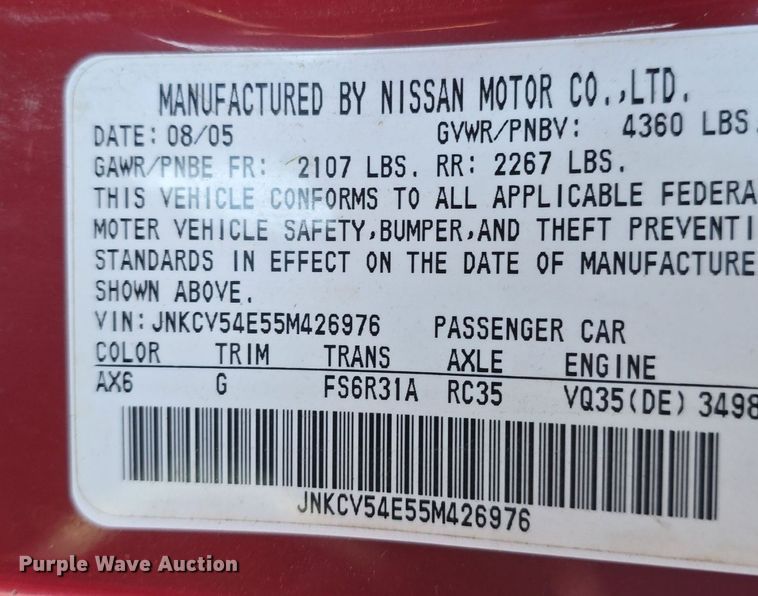 MANUFACTURED BY NISSAN MOTOR CO.,LTD.
DATE: 08/05 GVWR/PNBV: 4360 LBS.
GAWR/PNBE FR: 2107 LBS. RR: 2267 LBS.
THIS VEHICLE CONFORMS TO ALL APPLICABLE FEDERA
MOTER VEHICLE SAFETY,BUMPER,AND THEFT PREVENTI
STANDARDS IN EFFECT ON THE DATE OF MANUFACTURE
SHOWN ABOVE.
VIN: JNKCV54E55M426976 PASSENGER CAR
COLOR TRIM TRANS AXLE ENGINE
AX6 G FS6R31A RC35 VQ35(DE) 3498
JNKCV54E55M426976
Purple Wave Auction